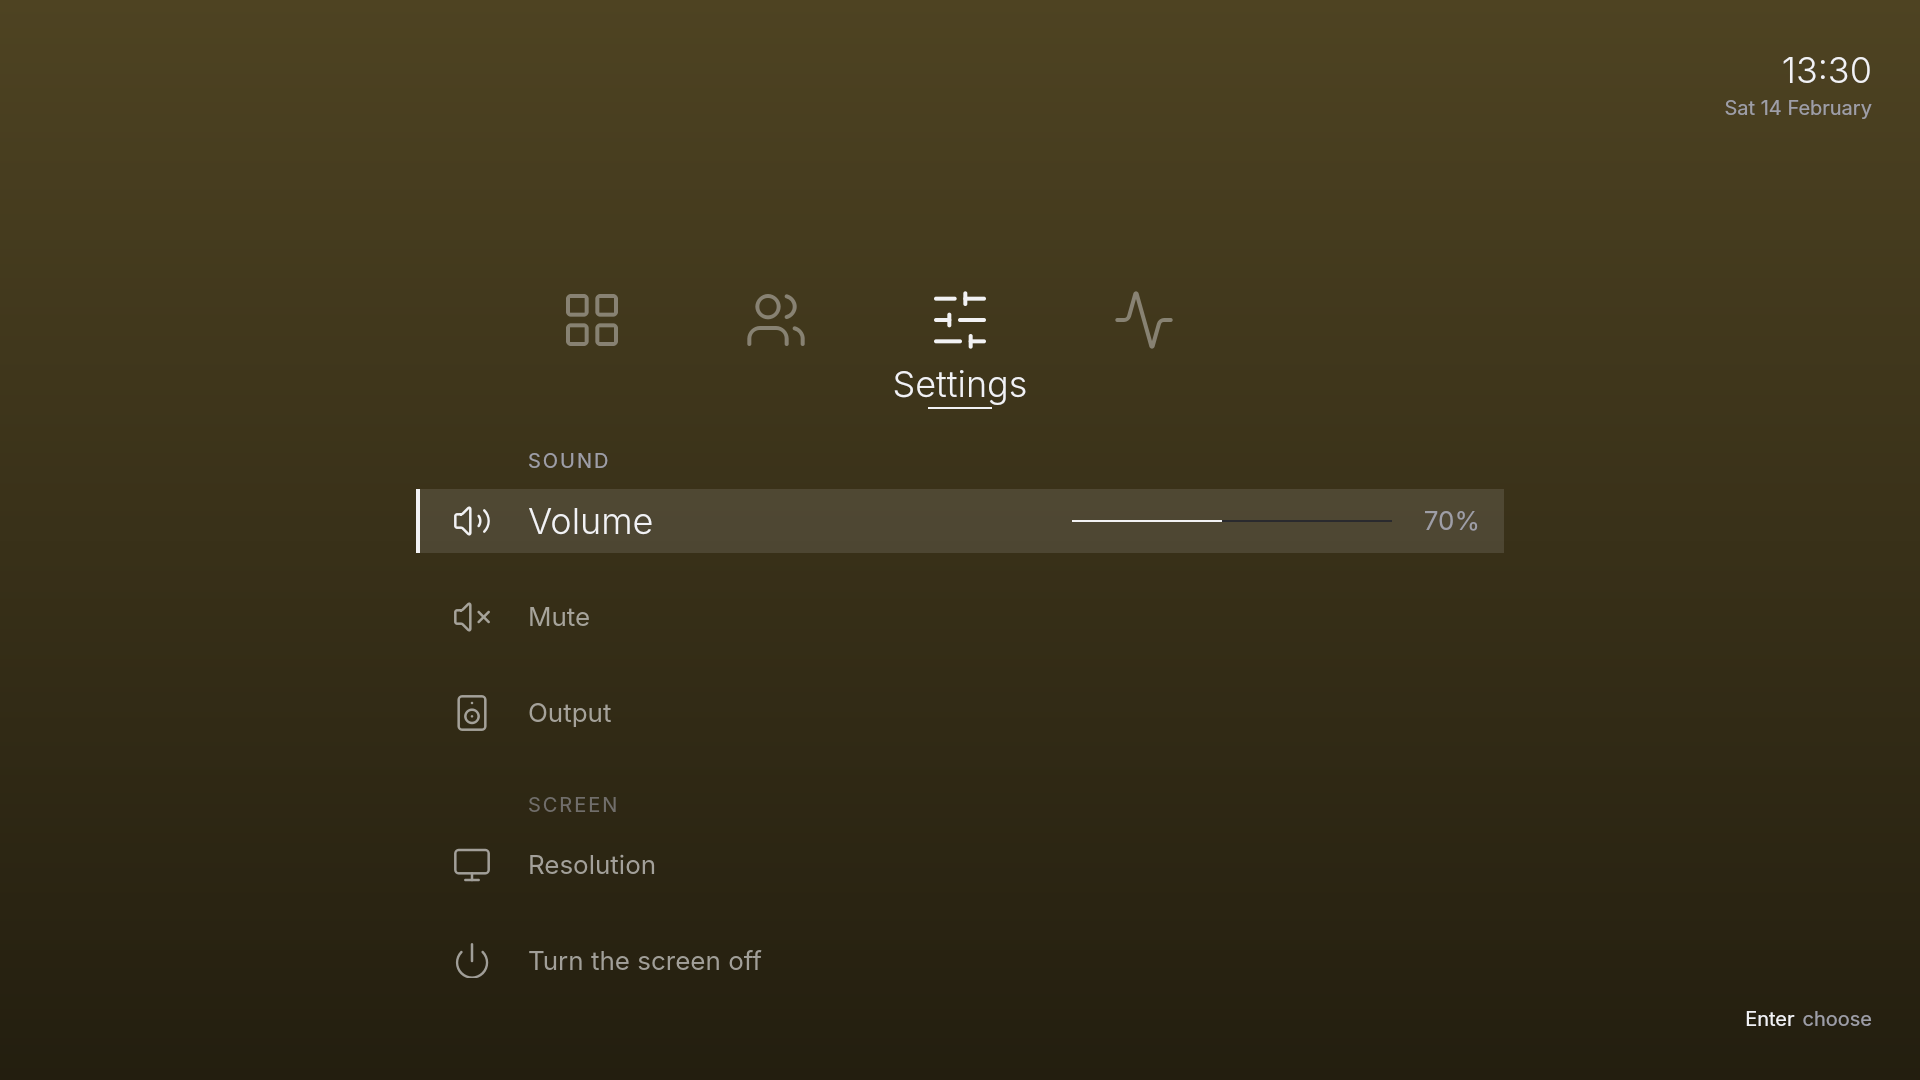 13:30
Sat 14 February
Settings
SOUND
Volume 70%
Mute
Output
SCREEN
Resolution
Turn the screen off
Enter choose